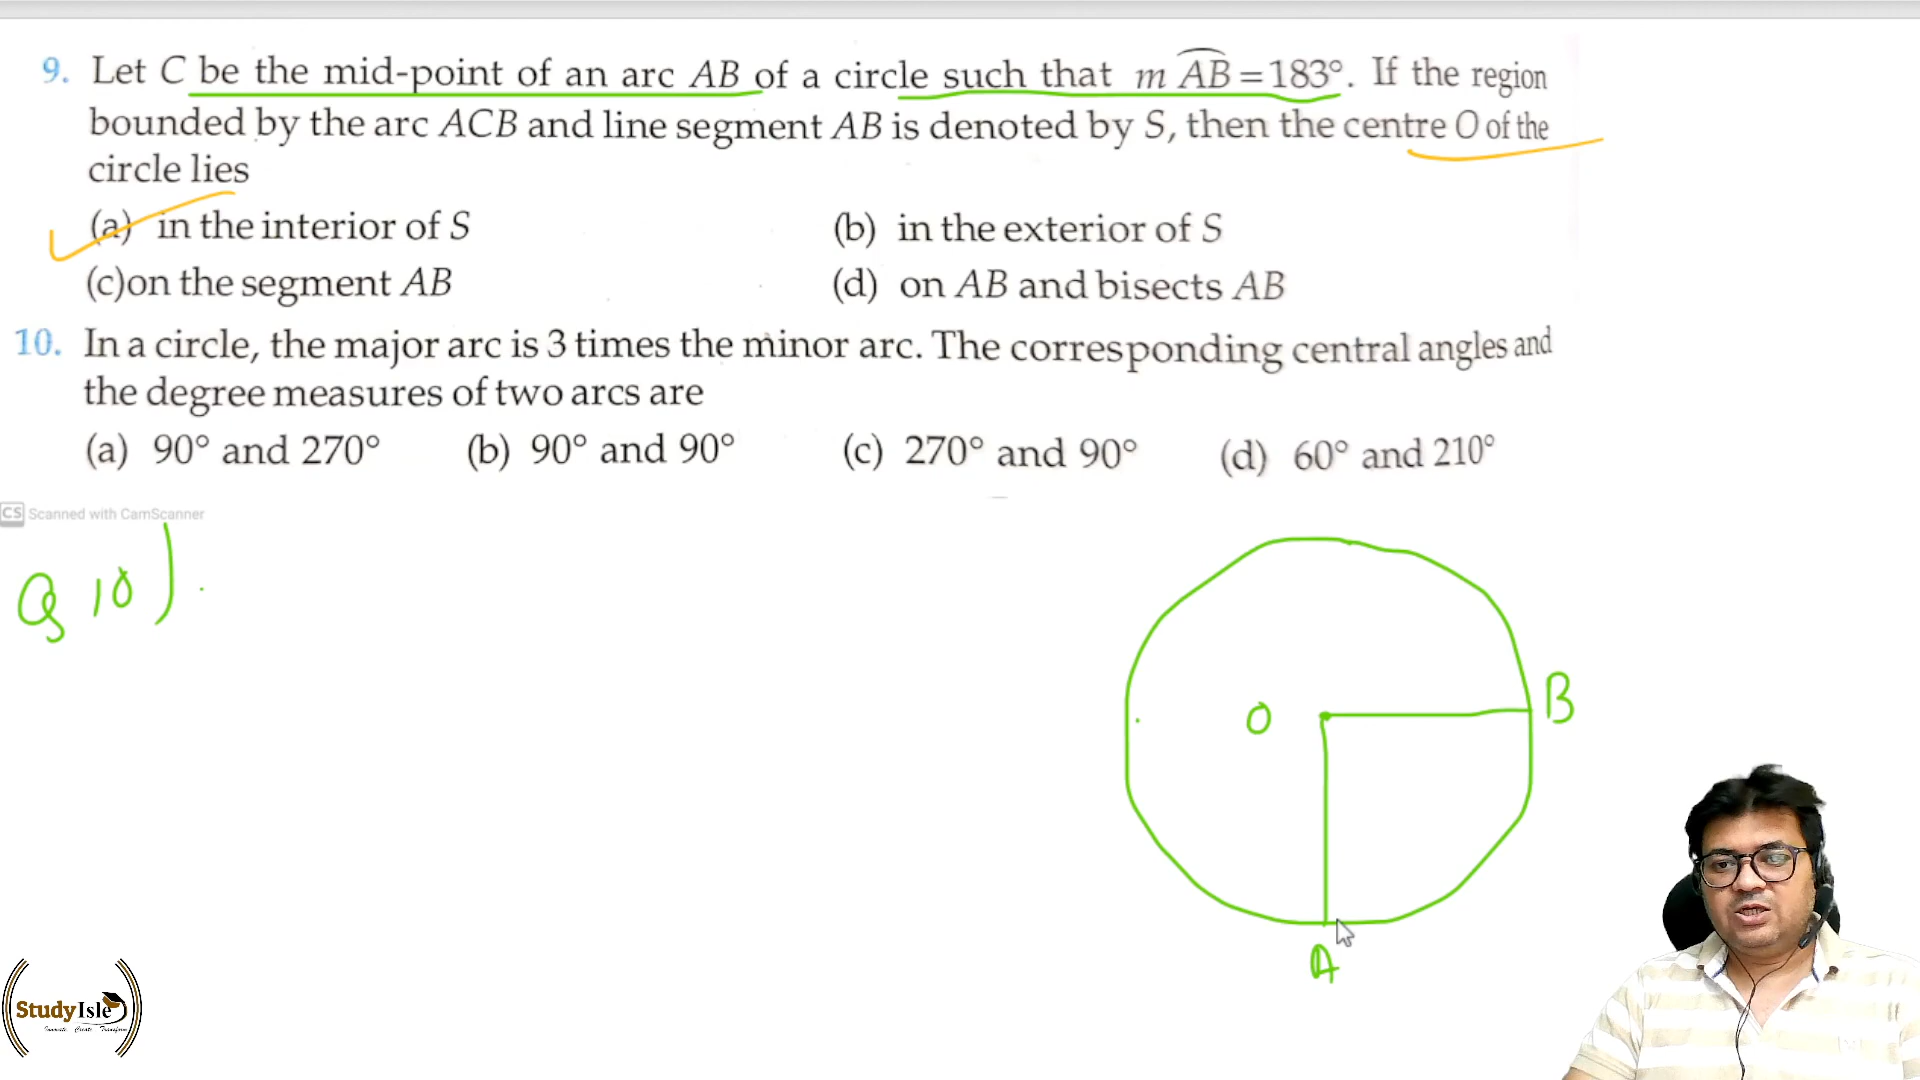 9. Let C be the mid-point of an arc AB of a circle such that m AB = 183°. If the region
bounded by the arc ACB and line segment AB is denoted by S, then the centre O of the
circle lies
(a) in the interior of S (b) in the exterior of S
(c)on the segment AB (d) on AB and bisects AB
10. In a circle, the major arc is 3 times the minor arc. The corresponding central angles and
the degree measures of two arcs are
(a) 90° and 270° (b) 90° and 90° (c) 270° and 90° (d) 60° and 210°
CS Scanned with CamScanner
Q 10) .
O
B
A
StudyIsle
Innovate Create Transform